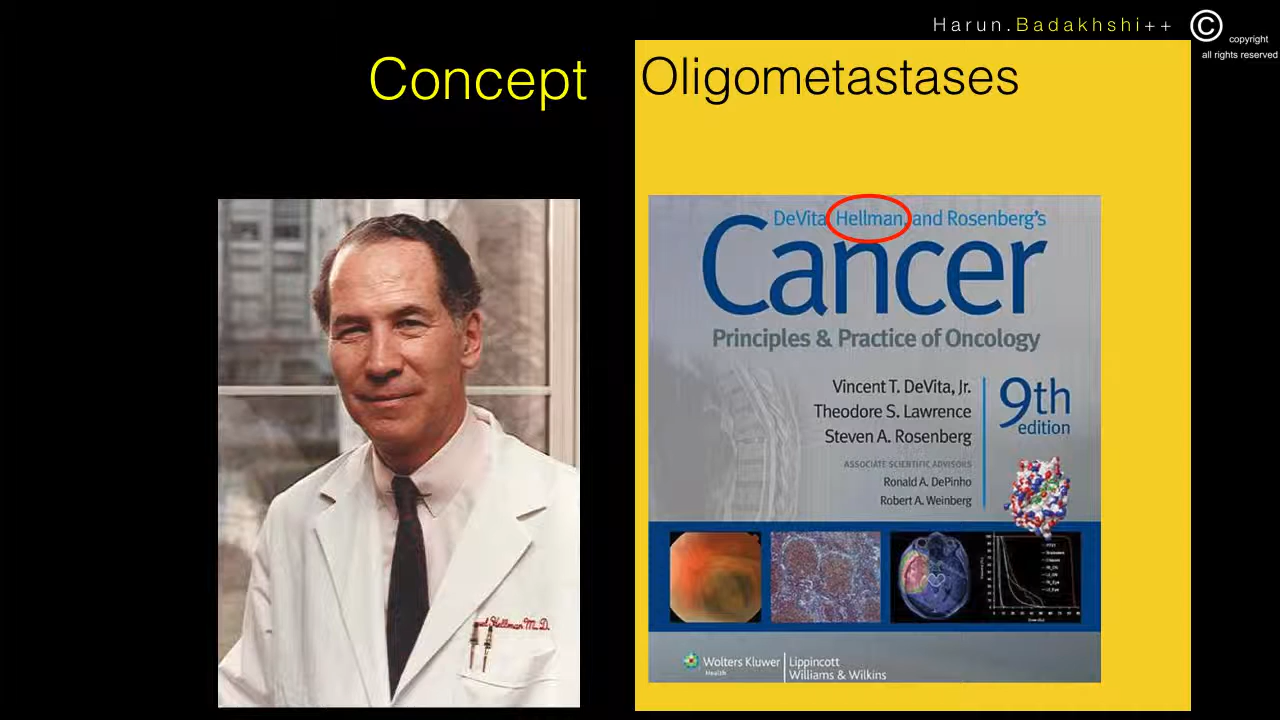 Harun.Badakhshi++
© copyright
all rights reserved
Concept
Oligometastases
DeVita, Hellman, and Rosenberg's
Cancer
Principles & Practice of Oncology
Vincent T. DeVita, Jr.
Theodore S. Lawrence
Steven A. Rosenberg
9th
edition
ASSOCIATE SCIENTIFIC ADVISORS
Ronald A. DePinho
Robert A. Weinberg
Hellman M.D.
Wolters Kluwer
Health
Lippincott
Williams & Wilkins